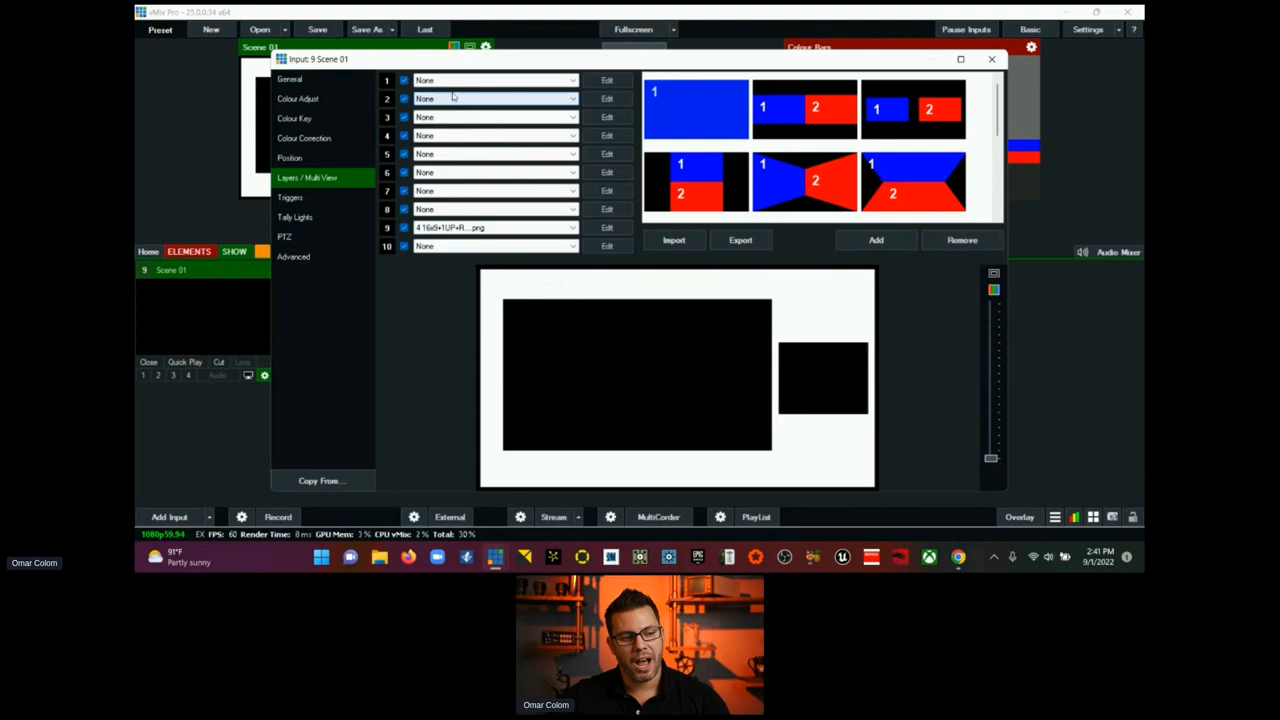 vMix Pro - 25.0.0.34 x64
Preset New Open Save Save As Last Fullscreen Pause Inputs Basic Settings ?
Scene 01
Colour Bars
Input: 9 Scene 01
General
Colour Adjust
Colour Key
Colour Correction
Position
Layers / Multi View
Triggers
Tally Lights
PTZ
Advanced
Copy From...
1 None Edit
2 None Edit
3 None Edit
4 None Edit
5 None Edit
6 None Edit
7 None Edit
8 None Edit
9 4 16x9+1UP+R....png Edit
10 None Edit
1
1 2
1 2
1
2
1 2
1
2
Import Export Add Remove
Home ELEMENTS SHOW
Audio Mixer
9 Scene 01
Close Quick Play Cut Loop
1 2 3 4 Audio
Add Input Record External Stream MultiCorder PlayList Overlay
1080p59.94 EX FPS: 60 Render Time: 8 ms GPU Mem: 3 % CPU vMix: 2 % Total: 30%
91°F
Partly sunny
2:41 PM
9/1/2022
Omar Colom
Omar Colom